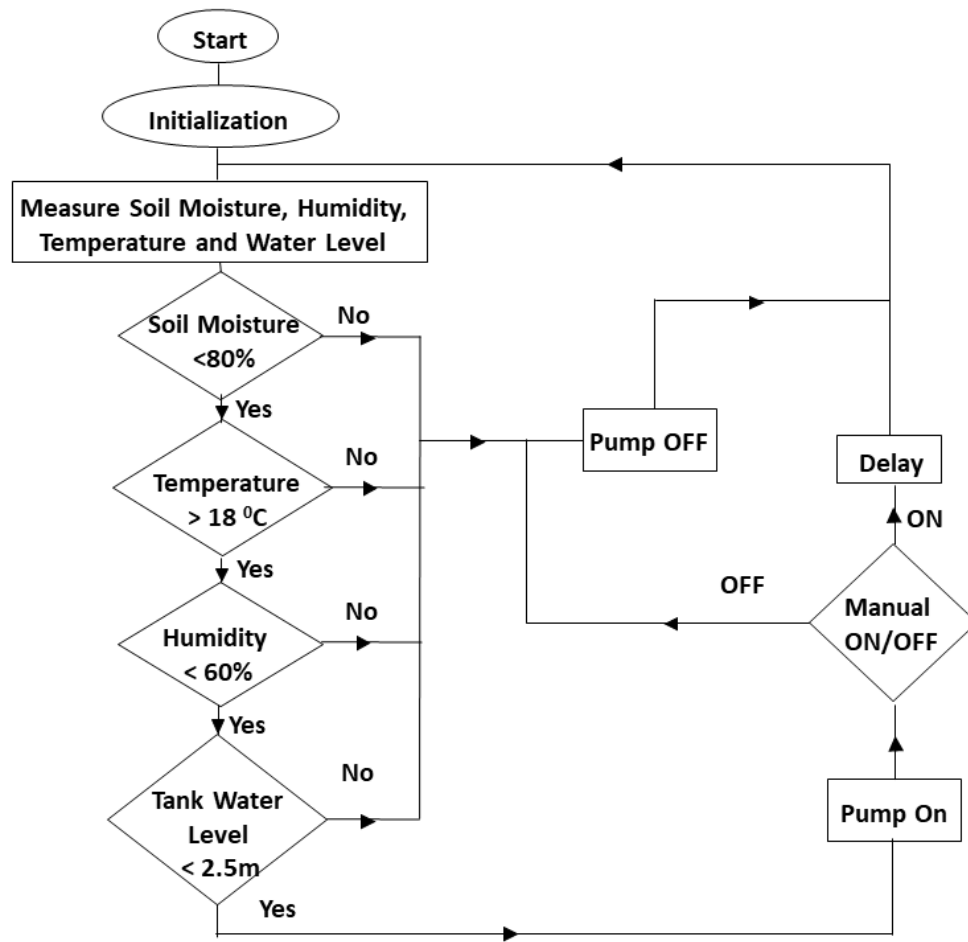 Start
Initialization
Measure Soil Moisture, Humidity,
Temperature and Water Level
Soil Moisture
<80%
No
Yes
Temperature
> 18 ⁰C
No
Yes
Humidity
< 60%
No
Yes
Tank Water
Level
< 2.5m
No
Yes
Pump OFF
Delay
ON
OFF
Manual
ON/OFF
Pump On